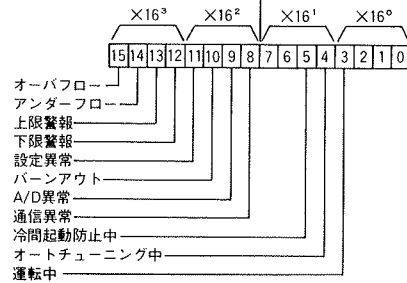 ×16³ ×16² ×16¹ ×16⁰
15 14 13 12 11 10 9 8 7 6 5 4 3 2 1 0
オーバフロー
アンダーフロー
上限警報
下限警報
設定異常
バーンアウト
A/D異常
通信異常
冷間起動防止中
オートチューニング中
運転中